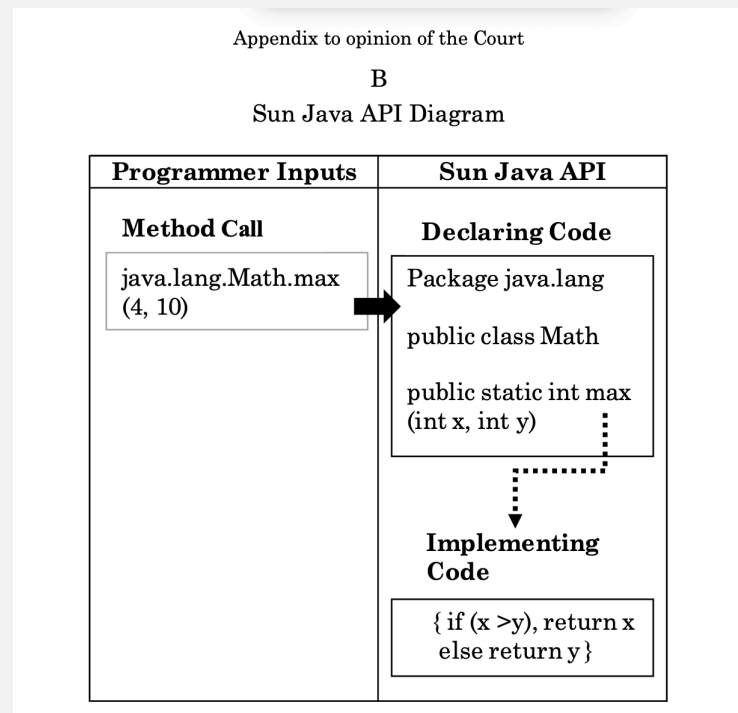 Appendix to opinion of the Court
B
Sun Java API Diagram
Programmer Inputs
Sun Java API
Method Call
java.lang.Math.max
(4, 10)
Declaring Code
Package java.lang
public class Math
public static int max
(int x, int y)
Implementing
Code
{ if (x >y), return x
else return y}